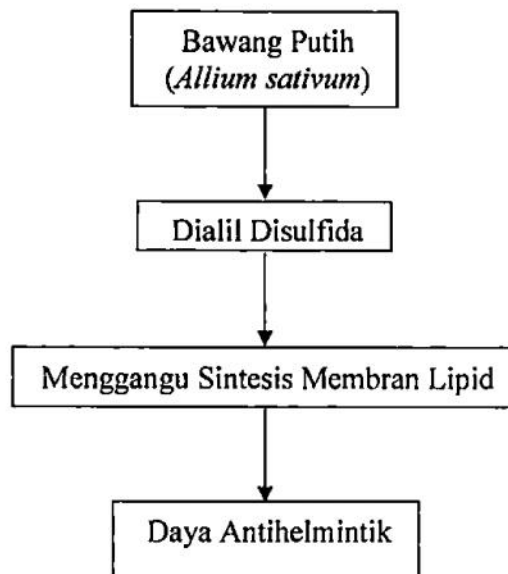 Bawang Putih
(Allium sativum)
Dialil Disulfida
Menggangu Sintesis Membran Lipid
Daya Antihelmintik